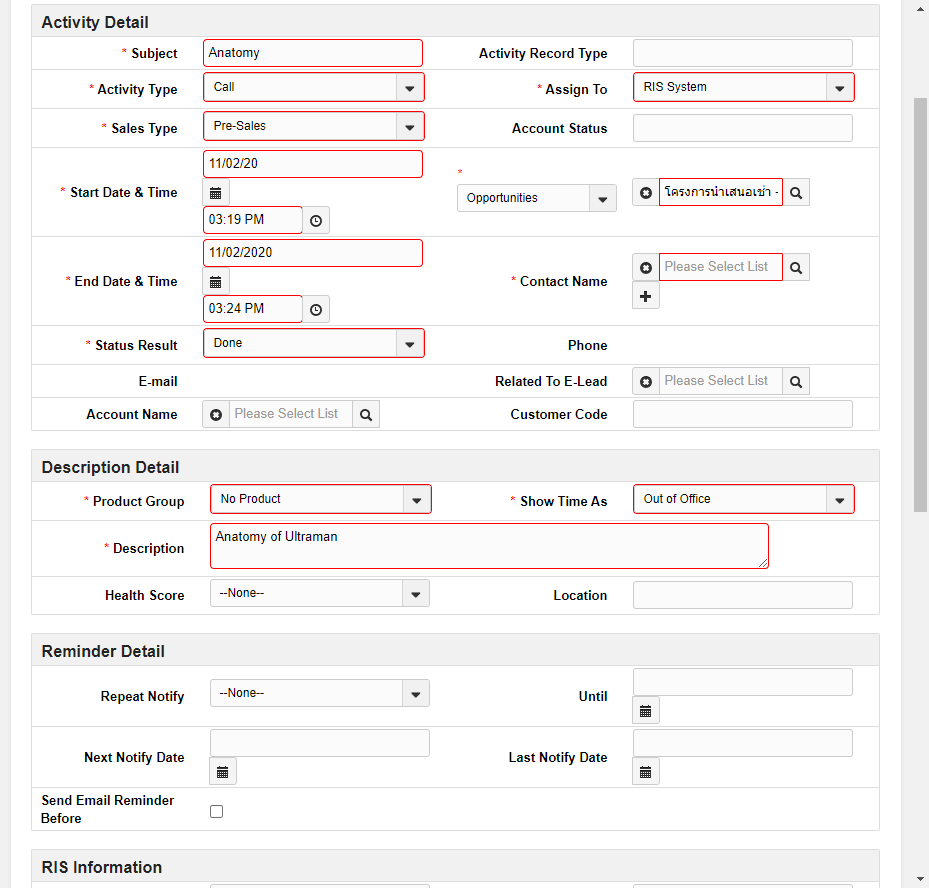 Activity Detail
* Subject Anatomy Activity Record Type
* Activity Type Call * Assign To RIS System
* Sales Type Pre-Sales Account Status
* Start Date & Time 11/02/20 03:19 PM * Opportunities โครงการนำเสนอเช่า -
* End Date & Time 11/02/2020 03:24 PM * Contact Name Please Select List
* Status Result Done Phone
E-mail Related To E-Lead Please Select List
Account Name Please Select List Customer Code
Description Detail
* Product Group No Product * Show Time As Out of Office
* Description Anatomy of Ultraman
Health Score --None-- Location
Reminder Detail
Repeat Notify --None-- Until
Next Notify Date Last Notify Date
Send Email Reminder
Before
RIS Information